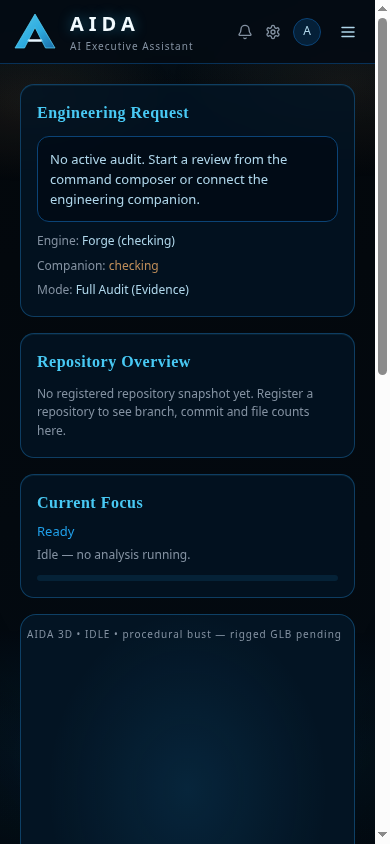 AIDA
AI Executive Assistant
A
Engineering Request
No active audit. Start a review from the
command composer or connect the
engineering companion.
Engine: Forge (checking)
Companion: checking
Mode: Full Audit (Evidence)
Repository Overview
No registered repository snapshot yet. Register a
repository to see branch, commit and file counts
here.
Current Focus
Ready
Idle — no analysis running.
AIDA 3D • IDLE • procedural bust — rigged GLB pending